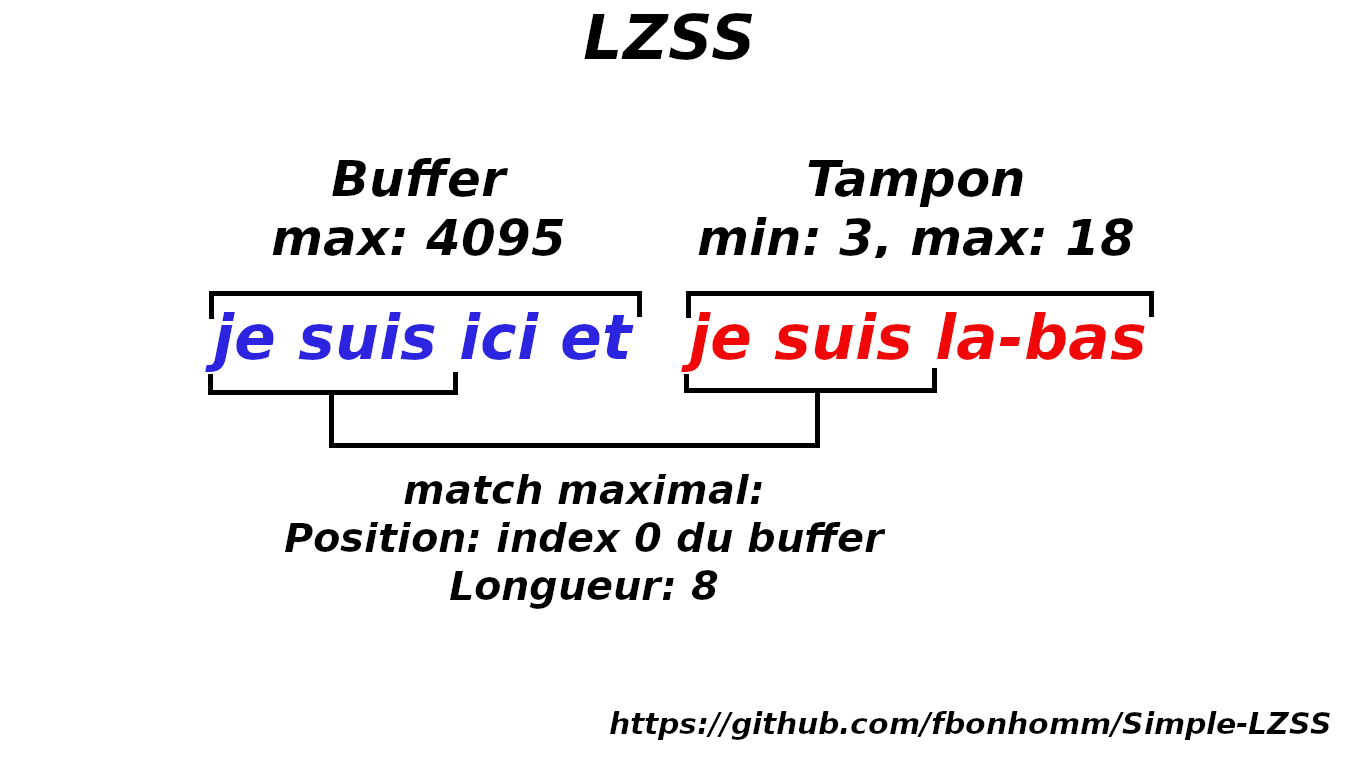 LZSS
Buffer
max: 4095
Tampon
min: 3, max: 18
je suis ici et je suis la-bas
match maximal:
Position: index 0 du buffer
Longueur: 8
https://github.com/fbonhomm/Simple-LZSS